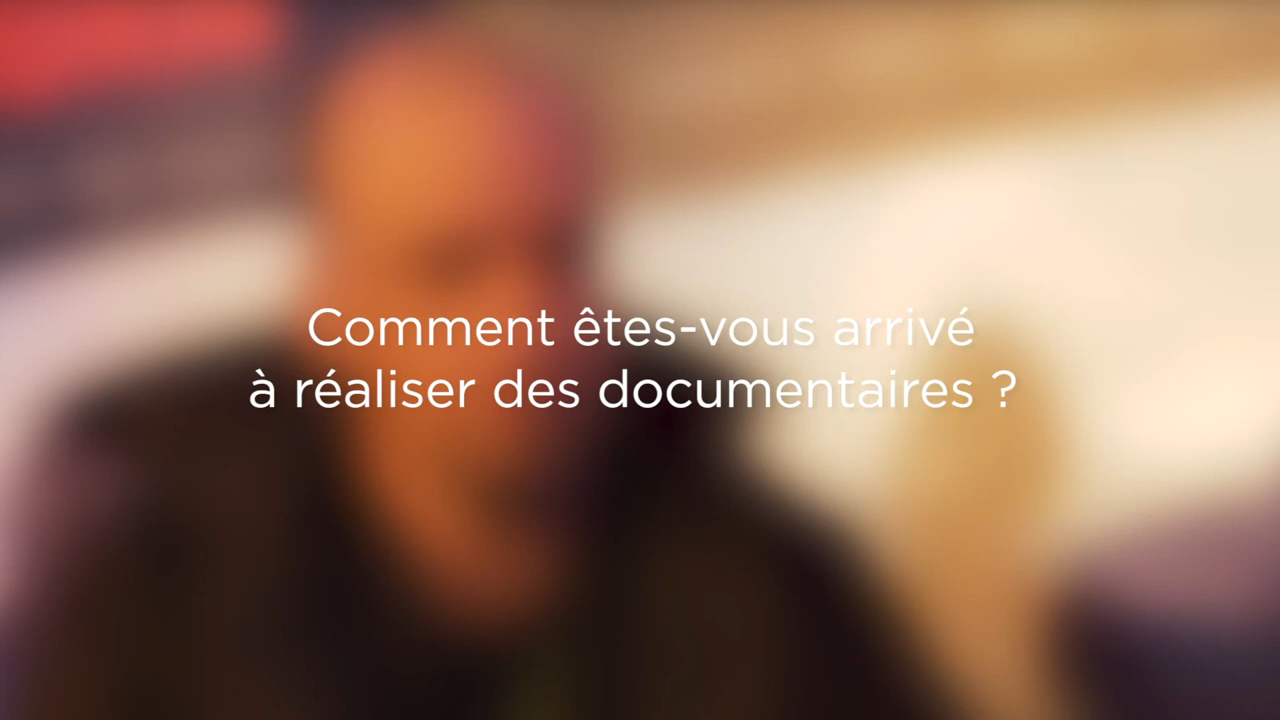 Comment êtes-vous arrivé
à réaliser des documentaires ?